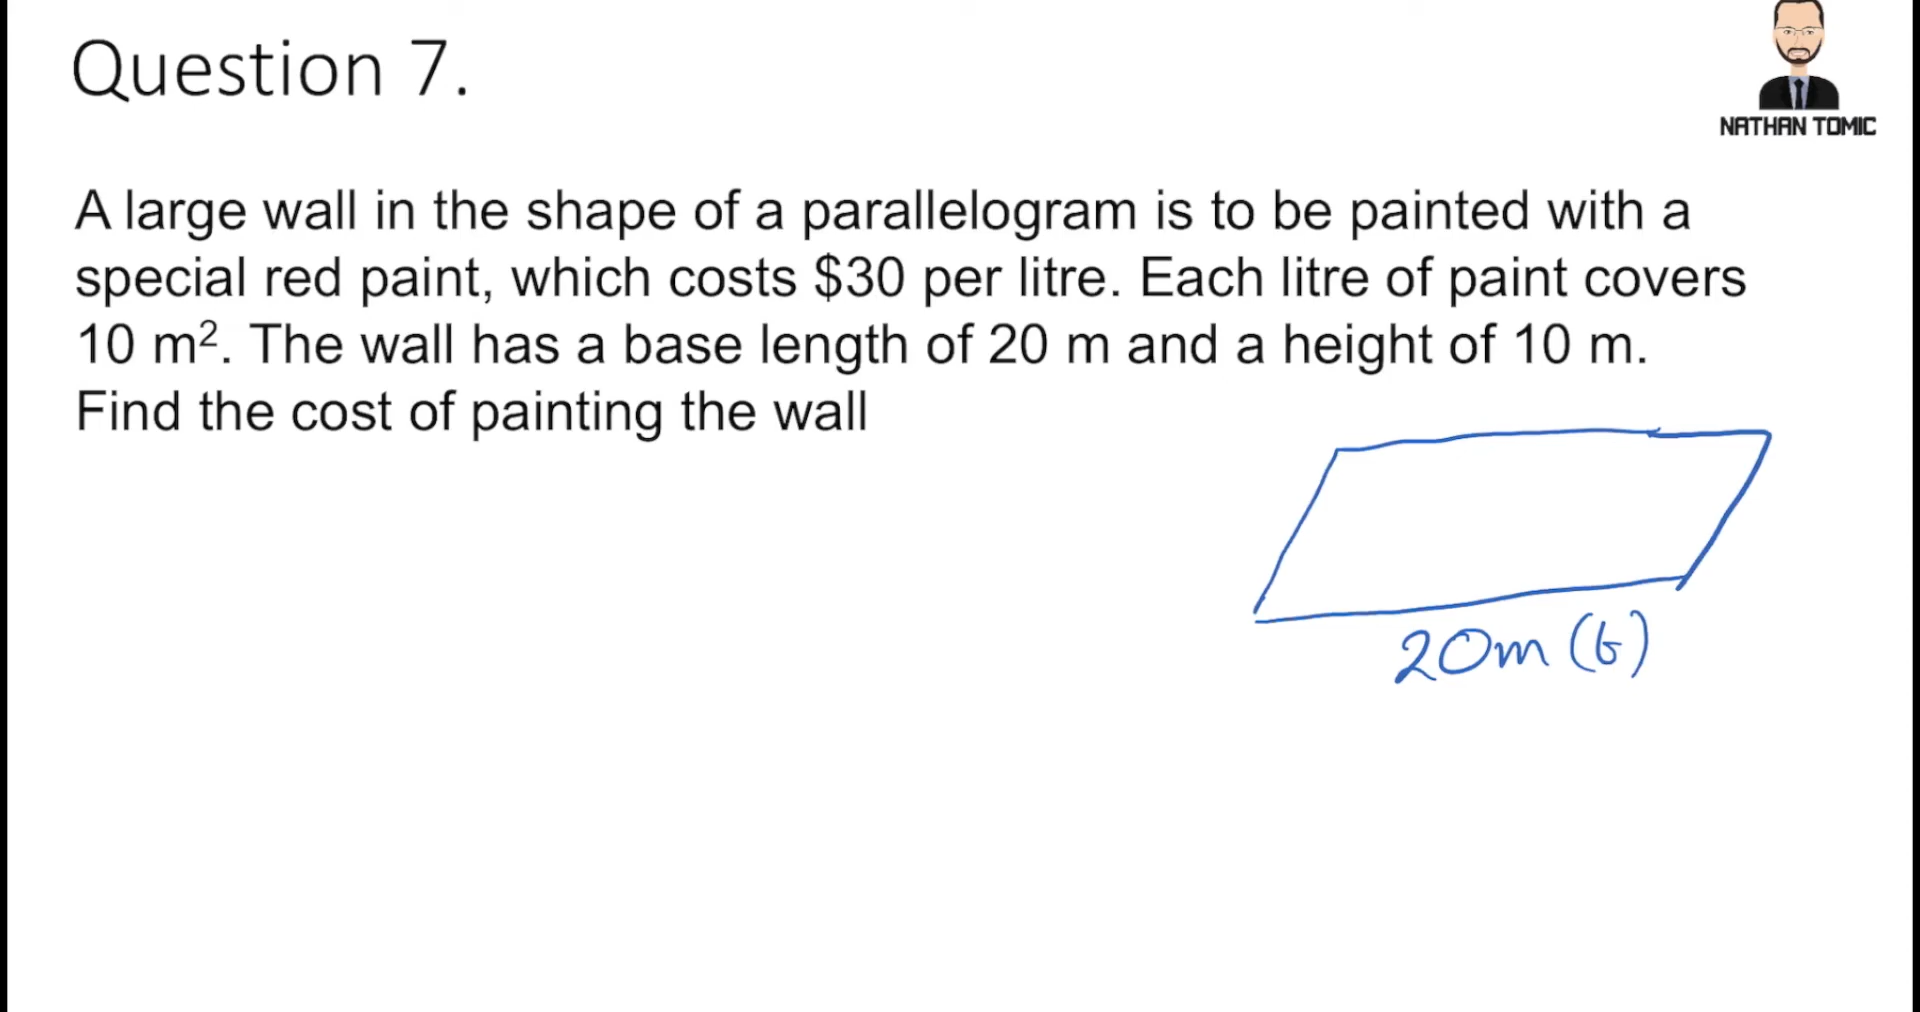 Question 7.
NATHAN TOMIC
A large wall in the shape of a parallelogram is to be painted with a
special red paint, which costs $30 per litre. Each litre of paint covers
10 m². The wall has a base length of 20 m and a height of 10 m.
Find the cost of painting the wall
20m (b)